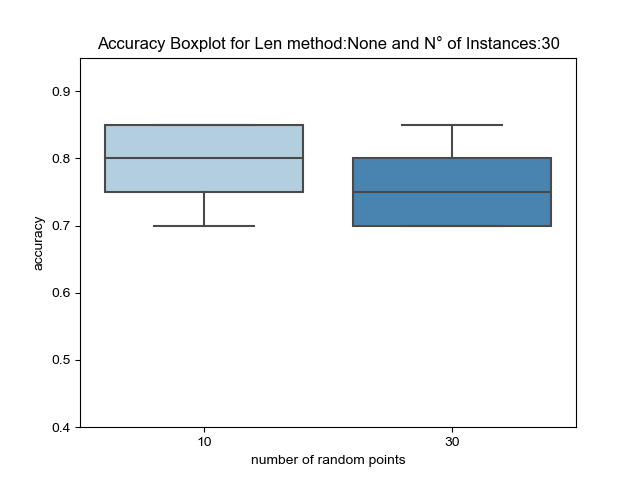 Accuracy Boxplot for Len method:None and N° of Instances:30
0.9
0.8
0.7
0.6
0.5
0.4
accuracy
10
30
number of random points